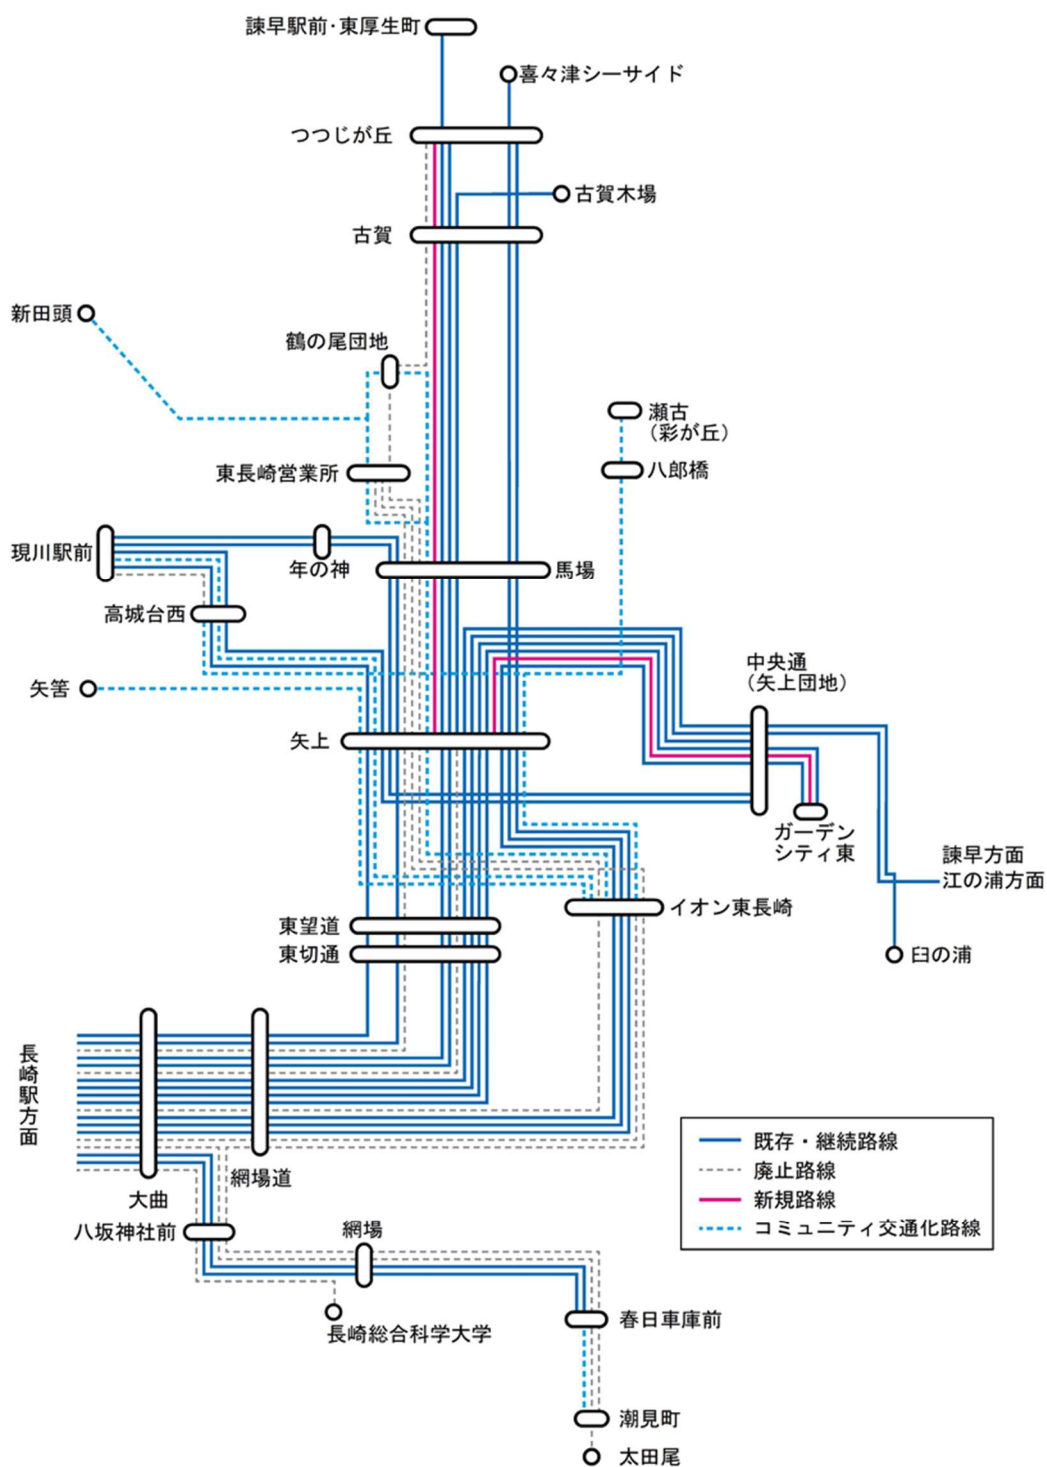 諫早駅前･東厚生町
喜々津シーサイド
つつじが丘
古賀木場
古賀
新田頭
鶴の尾団地
瀬古
（彩が丘）
八郎橋
東長崎営業所
現川駅前
年の神
馬場
高城台西
中央通
（矢上団地）
矢筈
矢上
ガーデン
シティ東
諫早方面
江の浦方面
イオン東長崎
東望道
東切通
臼の浦
長崎駅方面
既存・継続路線
廃止路線
新規路線
コミュニティ交通化路線
網場道
大曲
八坂神社前
網場
春日車庫前
長崎総合科学大学
潮見町
太田尾